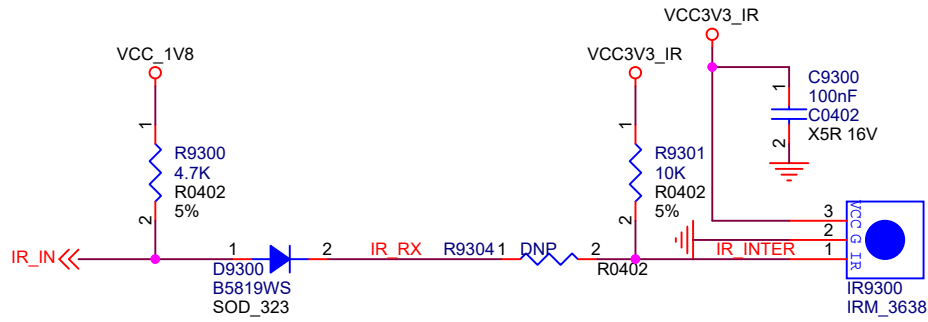 VCC3V3_IR
VCC_1V8
VCC3V3_IR
1
C9300
100nF
C0402
X5R 16V
2
1
R9300
4.7K
R0402
5%
2
1
R9301
10K
R0402
5%
2
IR_IN
1
D9300
B5819WS
SOD_323
2
IR_RX
R9304
1
DNP
2
R0402
IR_INTER
3
2
1
VCC
G
IR
IR9300
IRM_3638